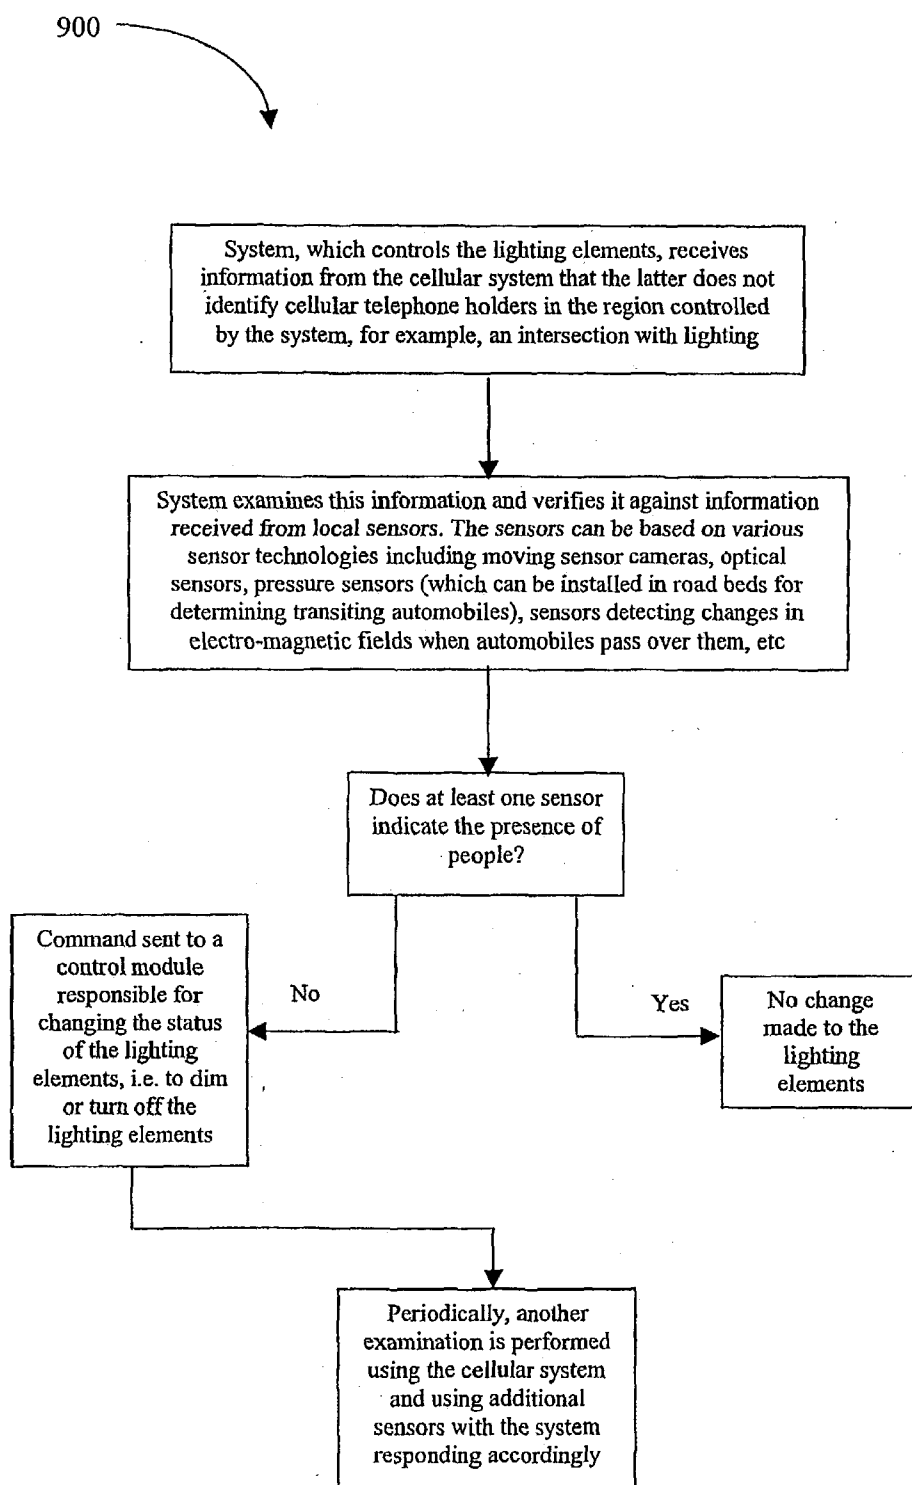 900
System, which controls the lighting elements, receives
information from the cellular system that the latter does not
identify cellular telephone holders in the region controlled
by the system, for example, an intersection with lighting
System examines this information and verifies it against information
received from local sensors. The sensors can be based on various
sensor technologies including moving sensor cameras, optical
sensors, pressure sensors (which can be installed in road beds for
determining transiting automobiles), sensors detecting changes in
electro-magnetic fields when automobiles pass over them, etc
Does at least one sensor
indicate the presence of
people?
Command sent to a
control module
responsible for
changing the status
of the lighting
elements, i.e. to dim
or turn off the
lighting elements
No
Yes
No change
made to the
lighting
elements
Periodically, another
examination is performed
using the cellular system
and using additional
sensors with the system
responding accordingly